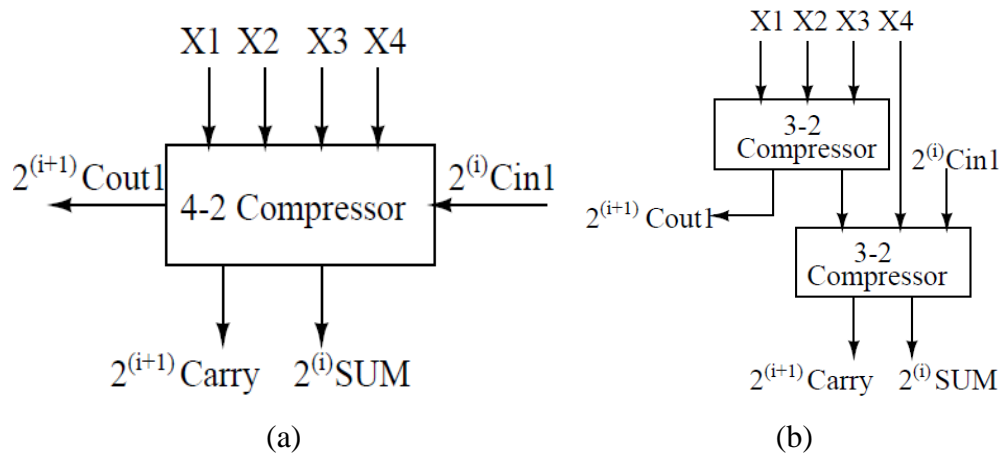 X1 X2 X3 X4
2^(i+1) Cout1
2^(i) Cin1
4-2 Compressor
2^(i+1) Carry
2^(i) SUM
(a)
X1 X2 X3 X4
3-2
Compressor
2^(i) Cin1
2^(i+1) Cout1
3-2
Compressor
2^(i+1) Carry
2^(i) SUM
(b)